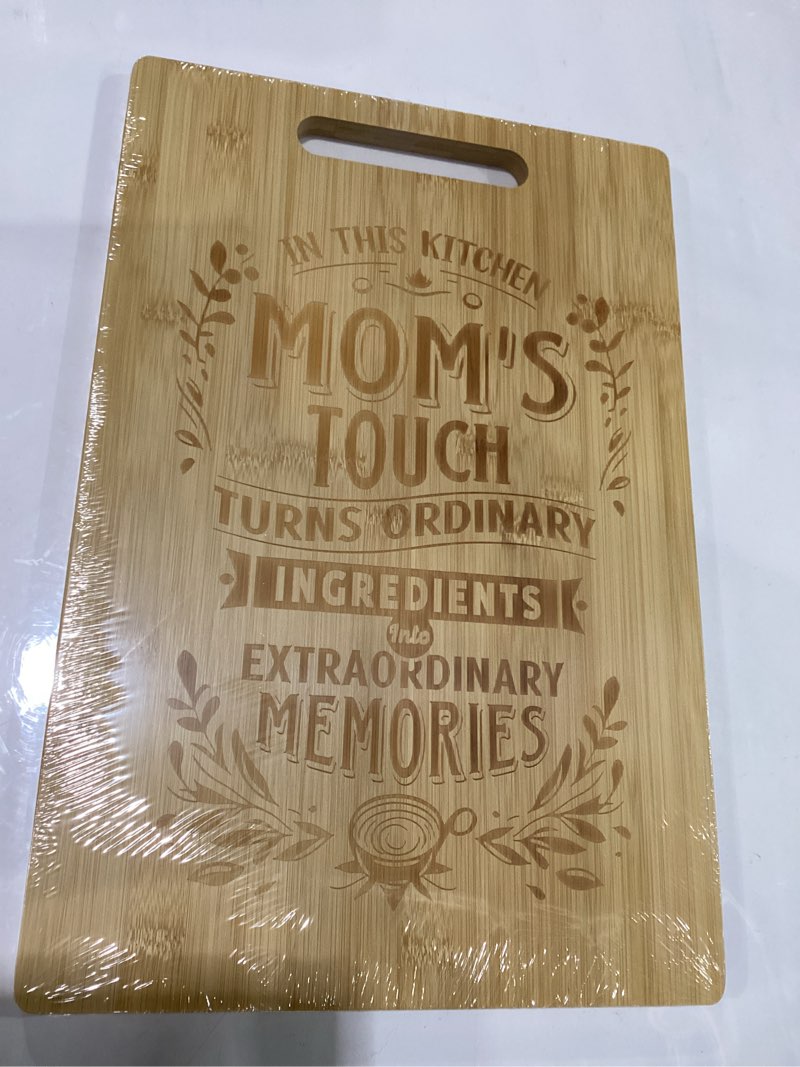 IN THIS KITCHEN
MOM'S
TOUCH
TURNS ORDINARY
INGREDIENTS
Into
EXTRAORDINARY
MEMORIES